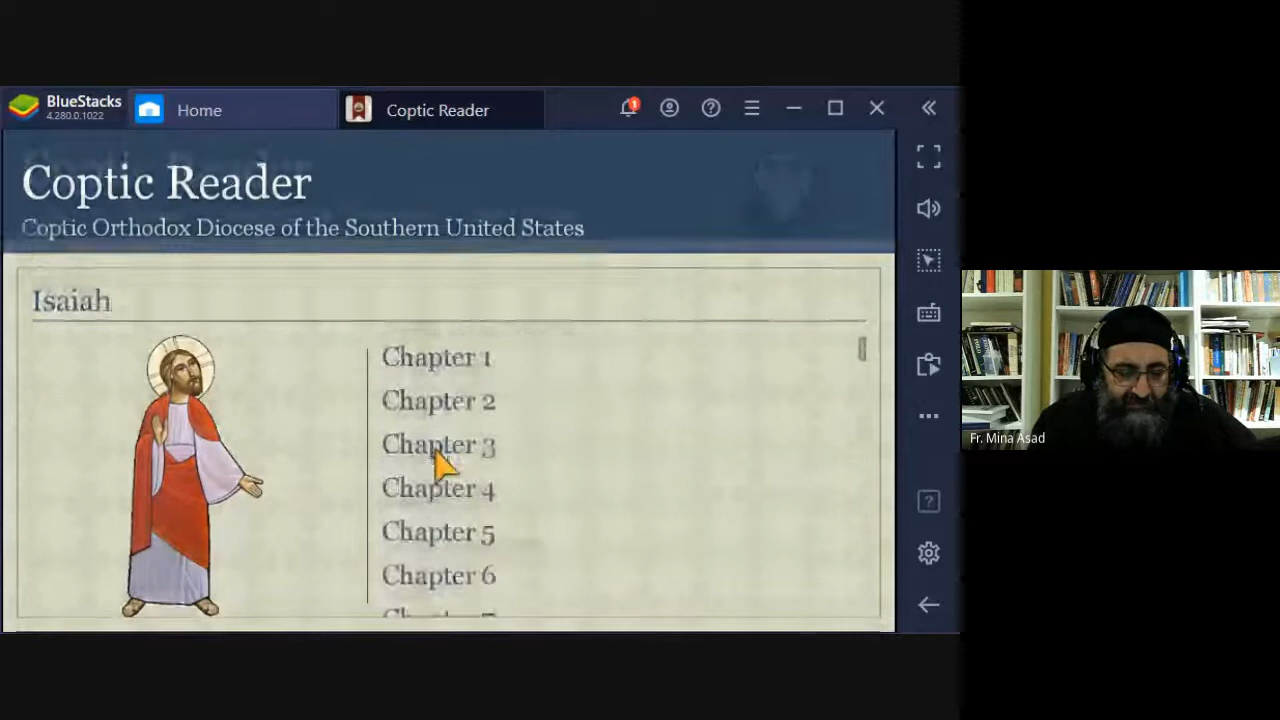 BlueStacks
4.280.0.1022
Home
Coptic Reader
1
Coptic Reader
Coptic Orthodox Diocese of the Southern United States
Isaiah
Chapter 1
Chapter 2
Chapter 3
Chapter 4
Chapter 5
Chapter 6
Fr. Mina Asad